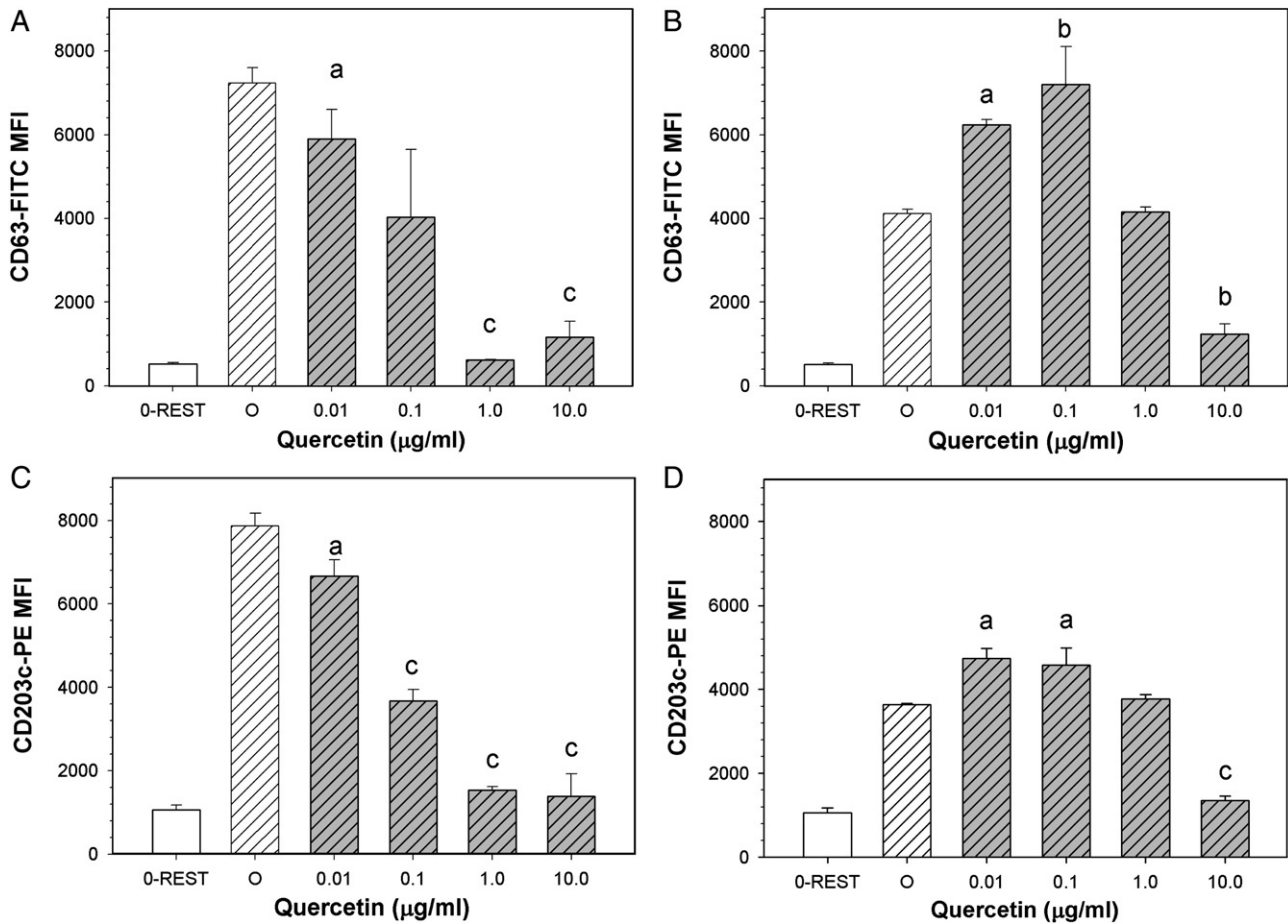 A
CD63-FITC MFI
8000
6000
4000
2000
0
a
c
c
0-REST O 0.01 0.1 1.0 10.0
Quercetin (μg/ml)
B
CD63-FITC MFI
8000
6000
4000
2000
0
a
b
b
0-REST O 0.01 0.1 1.0 10.0
Quercetin (μg/ml)
C
CD203c-PE MFI
8000
6000
4000
2000
0
a
c
c
c
0-REST O 0.01 0.1 1.0 10.0
Quercetin (μg/ml)
D
CD203c-PE MFI
8000
6000
4000
2000
0
a
a
c
0-REST O 0.01 0.1 1.0 10.0
Quercetin (μg/ml)